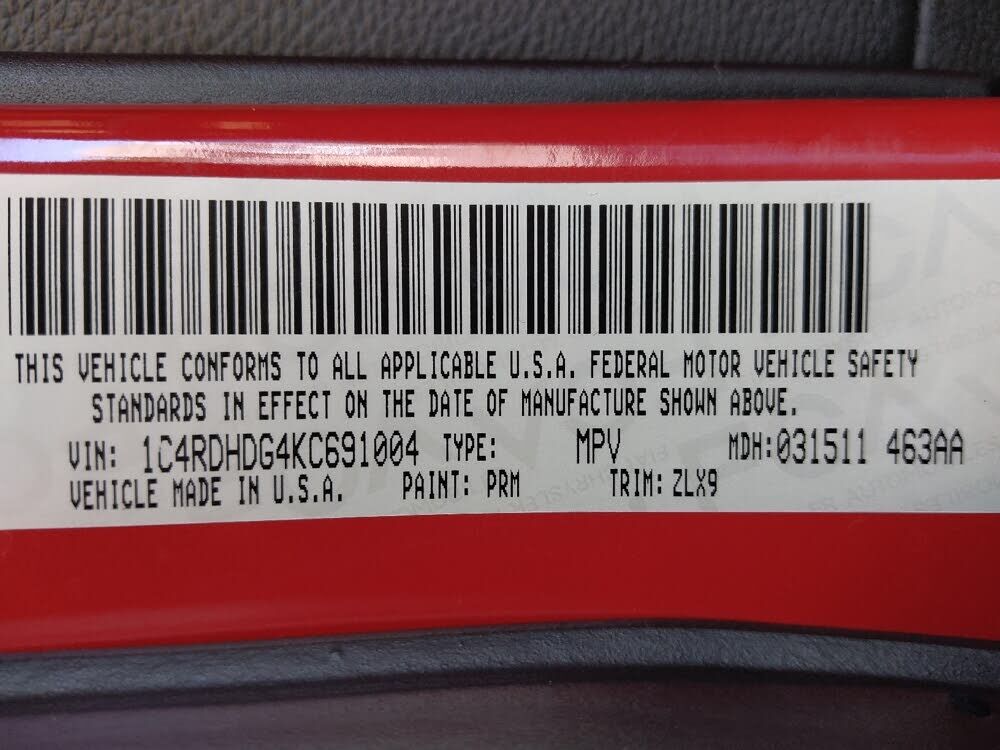 THIS VEHICLE CONFORMS TO ALL APPLICABLE U.S.A. FEDERAL MOTOR VEHICLE SAFETY
STANDARDS IN EFFECT ON THE DATE OF MANUFACTURE SHOWN ABOVE.
VIN: 1C4RDHDG4KC691004 TYPE: MPV MDH:031511 463AA
VEHICLE MADE IN U.S.A. PAINT: PRM TRIM: ZLX9